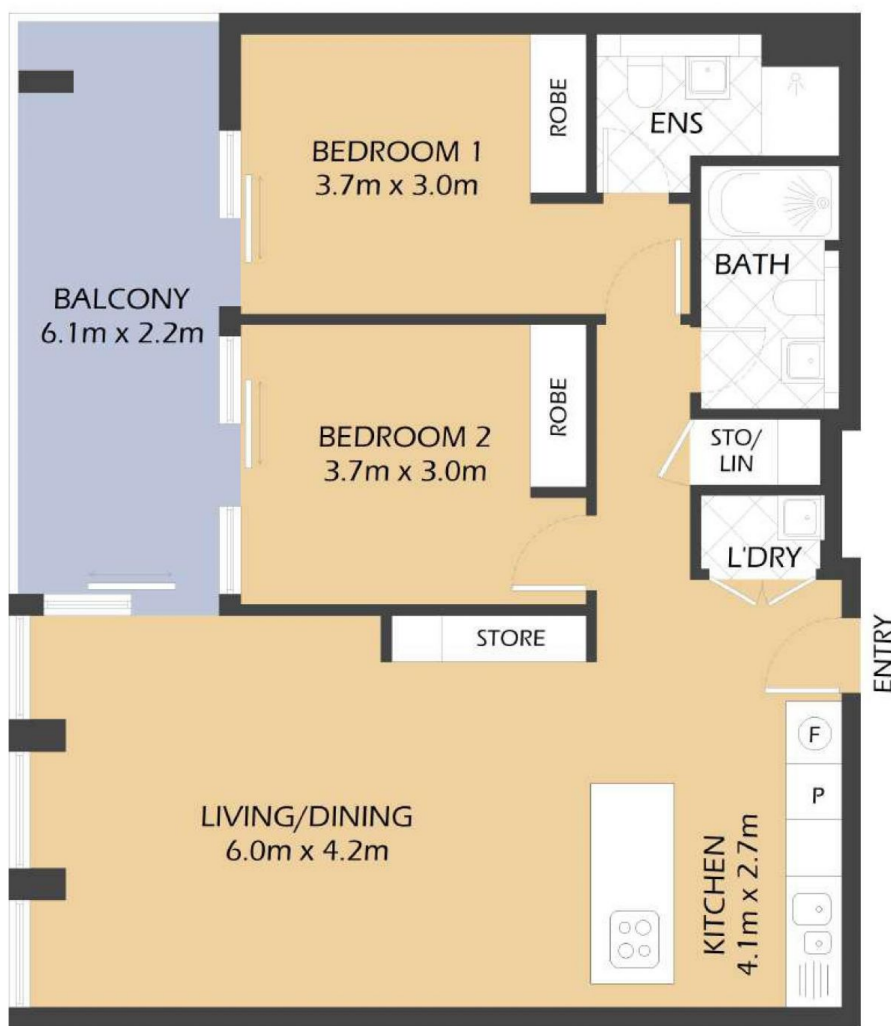 BEDROOM 1
3.7m x 3.0m
ROBE
ENS
BATH
BALCONY
6.1m x 2.2m
BEDROOM 2
3.7m x 3.0m
ROBE
STO/
LIN
L'DRY
STORE
ENTRY
F
P
LIVING/DINING
6.0m x 4.2m
KITCHEN
4.1m x 2.7m